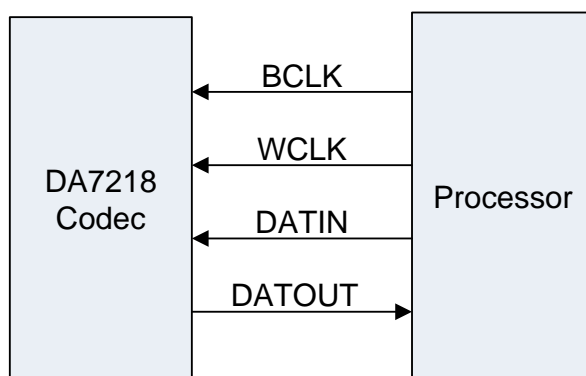 DA7218
Codec
BCLK
WCLK
DATIN
DATOUT
Processor